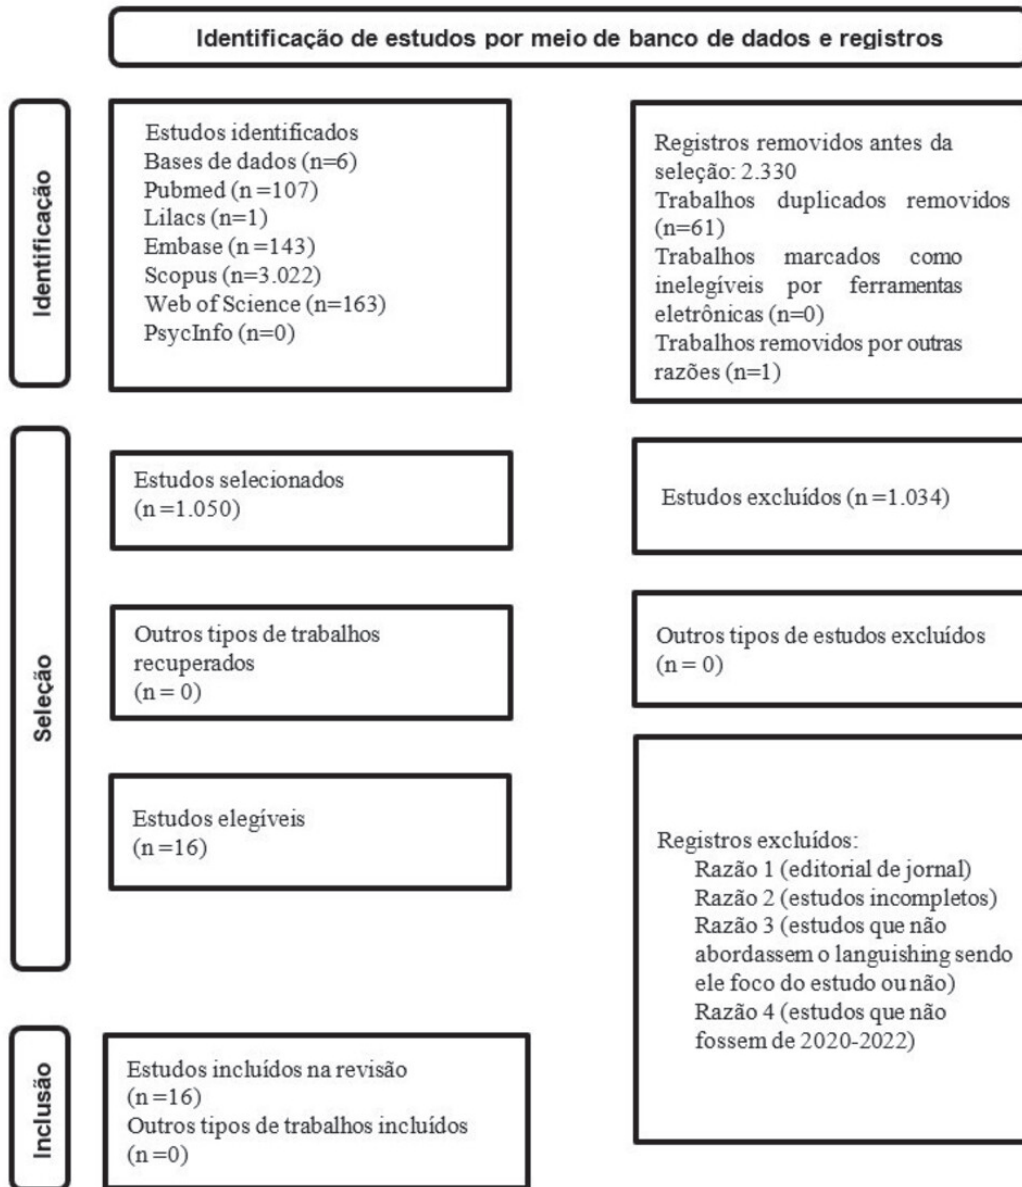 Identificação de estudos por meio de banco de dados e registros
Identificação
Estudos identificados
Bases de dados (n=6)
Pubmed (n=107)
Lilacs (n=1)
Embase (n=143)
Scopus (n=3.022)
Web of Science (n=163)
PsycInfo (n=0)
Registros removidos antes da
seleção: 2.330
Trabalhos duplicados removidos
(n=61)
Trabalhos marcados como
inelegíveis por ferramentas
eletrônicas (n=0)
Trabalhos removidos por outras
razões (n=1)
Seleção
Estudos selecionados
(n=1.050)
Estudos excluídos (n=1.034)
Outros tipos de trabalhos
recuperados
(n = 0)
Outros tipos de estudos excluídos
(n = 0)
Estudos elegíveis
(n=16)
Registros excluídos:
Razão 1 (editorial de jornal)
Razão 2 (estudos incompletos)
Razão 3 (estudos que não
abordassem o languishing sendo
ele foco do estudo ou não)
Razão 4 (estudos que não
fossem de 2020-2022)
Inclusão
Estudos incluídos na revisão
(n=16)
Outros tipos de trabalhos incluídos
(n=0)